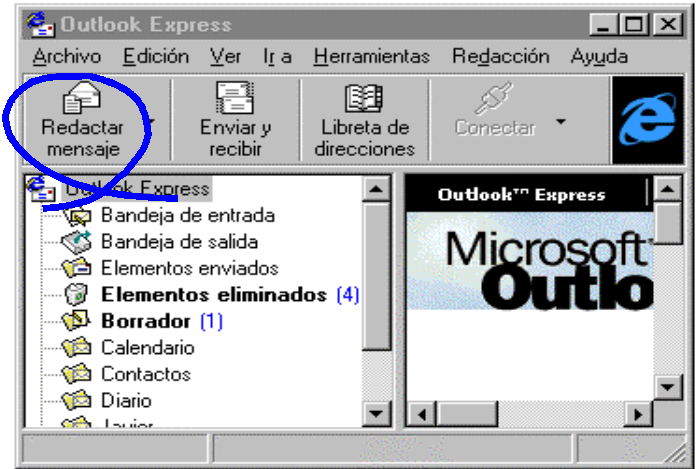 Outlook Express
Archivo Edición Ver Ir a Herramientas Redacción Ayuda
Redactar mensaje
Enviar y recibir
Libreta de direcciones
Conectar
Outlook Express
Bandeja de entrada
Bandeja de salida
Elementos enviados
Elementos eliminados (4)
Borrador (1)
Calendario
Contactos
Diario
Outlook™ Express
Microsoft
Outlo